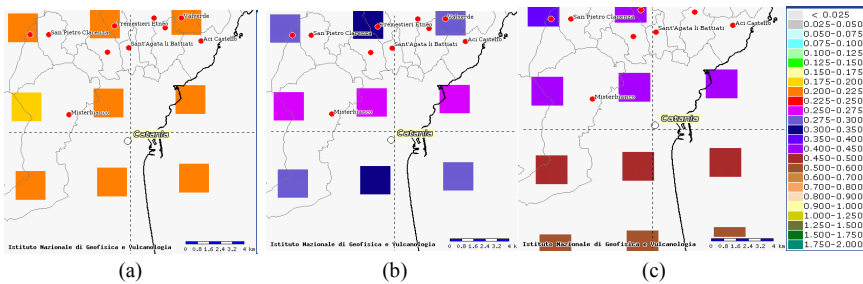 San Pietro Clarenza
Tremestieri Etneo
Valverde
Aci Castello
Sant'Agata li Battiati
Misterbianco
Catania
0 0.8 1.6 2.4 3.2 4 km
Istituto Nazionale di Geofisica e Vulcanologia
(a)
San Pietro Clarenza
Tremestieri Etneo
Valverde
Aci Castello
Sant'Agata li Battiati
Misterbianco
Catania
0 0.8 1.6 2.4 3.2 4
Istituto Nazionale di Geofisica e Vulcanologia
(b)
San Pietro Clarenza
Aci Castello
Sant'Agata li Battiati
Misterbianco
Catania
0 0.8 1.6 2.4 3.2 4 k
Istituto Nazionale di Geofisica e Vulcanologia
(c)
< 0.025
0.025-0.050
0.050-0.075
0.075-0.100
0.100-0.125
0.125-0.150
0.150-0.175
0.175-0.200
0.200-0.225
0.225-0.250
0.250-0.275
0.275-0.300
0.300-0.350
0.350-0.400
0.400-0.450
0.450-0.500
0.500-0.600
0.600-0.700
0.700-0.800
0.800-0.900
0.900-1.000
1.000-1.250
1.250-1.500
1.500-1.750
1.750-2.000